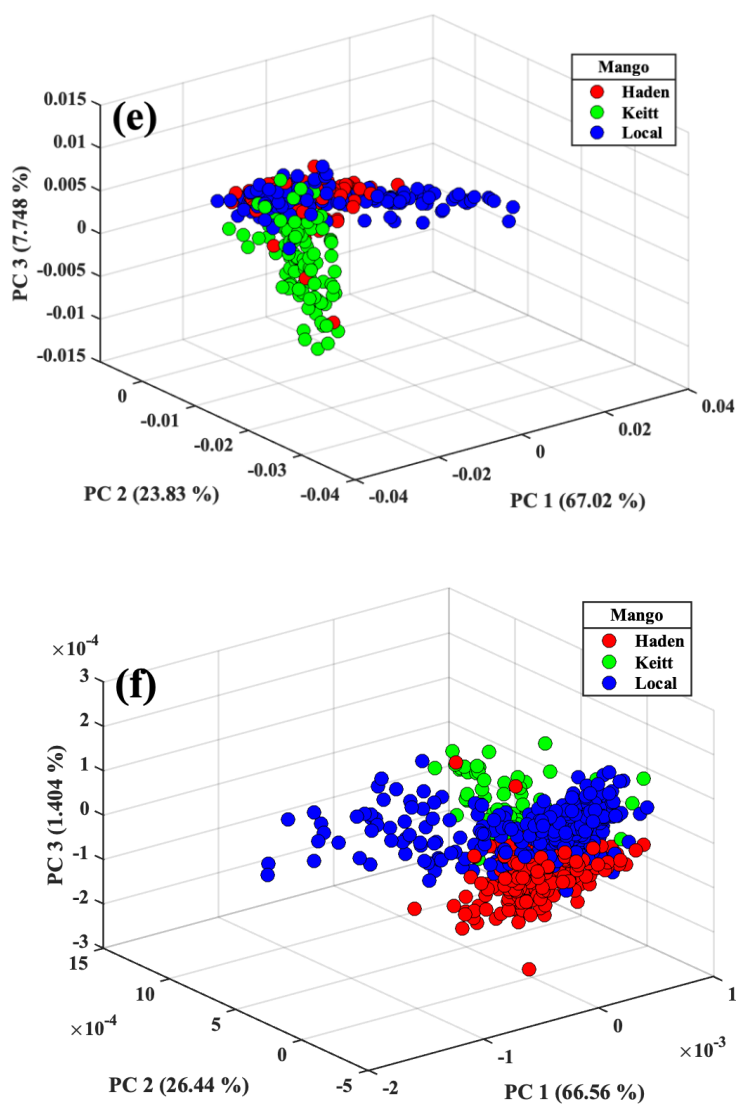 (e)
Mango
Haden
Keitt
Local
0.015
0.01
0.005
0
-0.005
-0.01
-0.015
PC 3 (7.748 %)
0
-0.01
-0.02
-0.03
-0.04
PC 2 (23.83 %)
-0.04
-0.02
0
0.02
0.04
PC 1 (67.02 %)
(f)
Mango
Haden
Keitt
Local
×10⁻⁴
3
2
1
0
-1
-2
-3
PC 3 (1.404 %)
15
10
5
0
-5
×10⁻⁴
PC 2 (26.44 %)
-2
-1
0
1
×10⁻³
PC 1 (66.56 %)